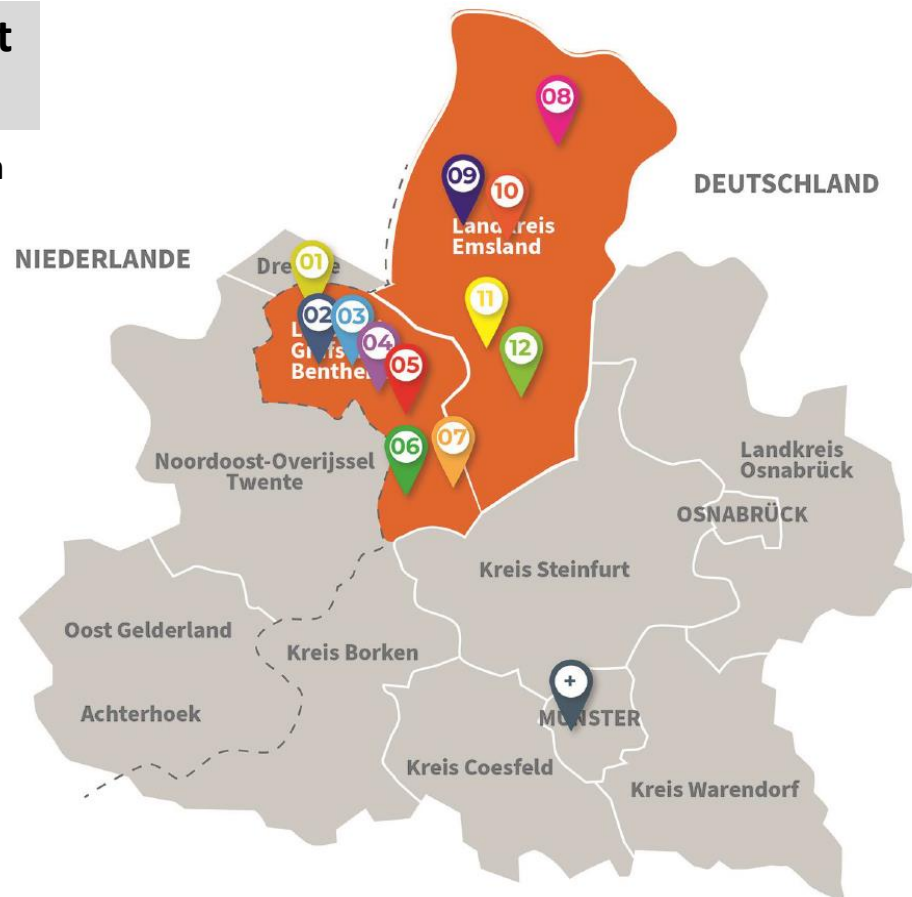 t
08
09
10
DEUTSCHLAND
Landkreis
Emsland
NIEDERLANDE
01
11
02
03
04
12
05
06
07
Noordoost-Overijssel
Twente
Landkreis
Osnabrück
OSNABRÜCK
Kreis Steinfurt
Oost Gelderland
Kreis Borken
+
MÜNSTER
Achterhoek
Kreis Coesfeld
Kreis Warendorf